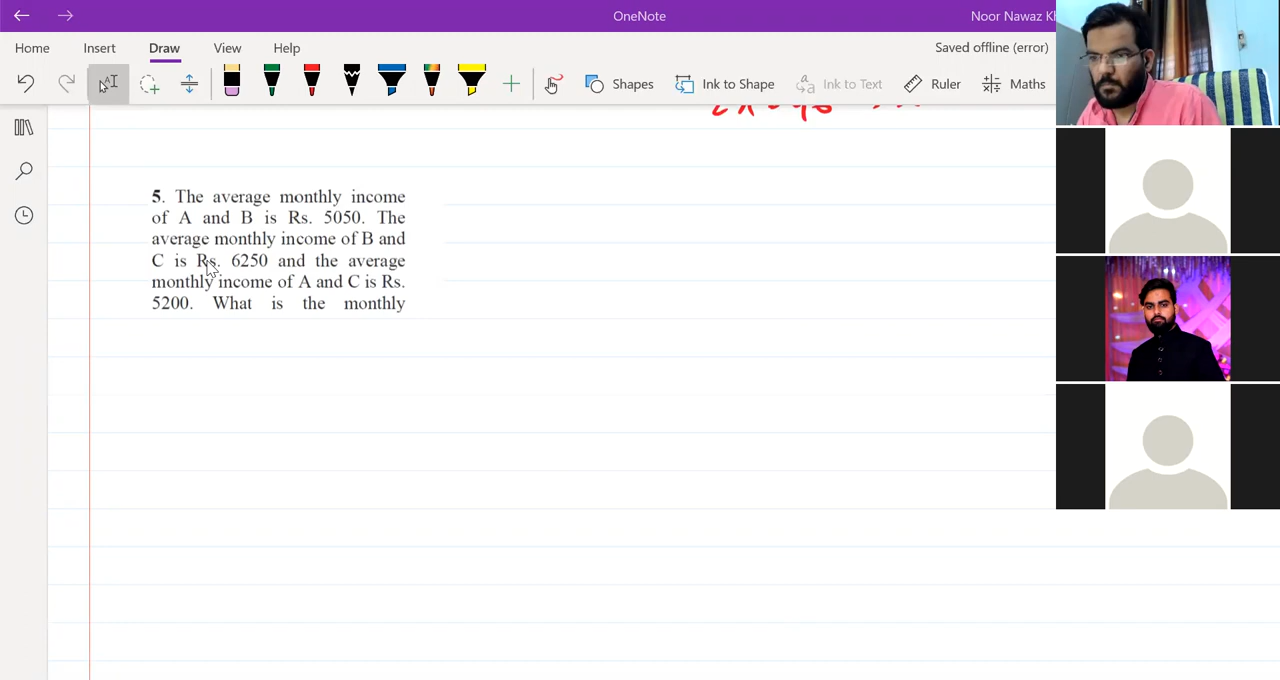 OneNote
Noor Nawaz Kh
Home Insert Draw View Help
Saved offline (error)
Shapes Ink to Shape Ink to Text Ruler Maths
5. The average monthly income
of A and B is Rs. 5050. The
average monthly income of B and
C is Rs. 6250 and the average
monthly income of A and C is Rs.
5200. What is the monthly